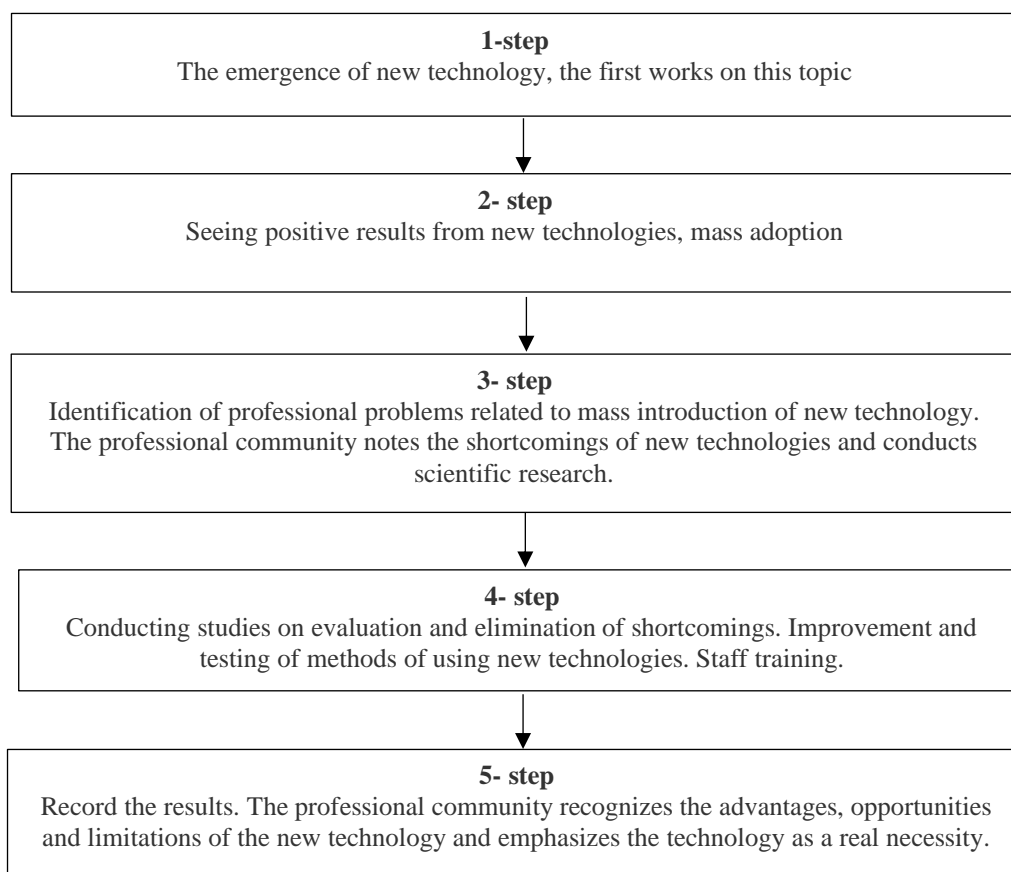 1-step
The emergence of new technology, the first works on this topic
2- step
Seeing positive results from new technologies, mass adoption
3- step
Identification of professional problems related to mass introduction of new technology.
The professional community notes the shortcomings of new technologies and conducts
scientific research.
4- step
Conducting studies on evaluation and elimination of shortcomings. Improvement and
testing of methods of using new technologies. Staff training.
5- step
Record the results. The professional community recognizes the advantages, opportunities
and limitations of the new technology and emphasizes the technology as a real necessity.